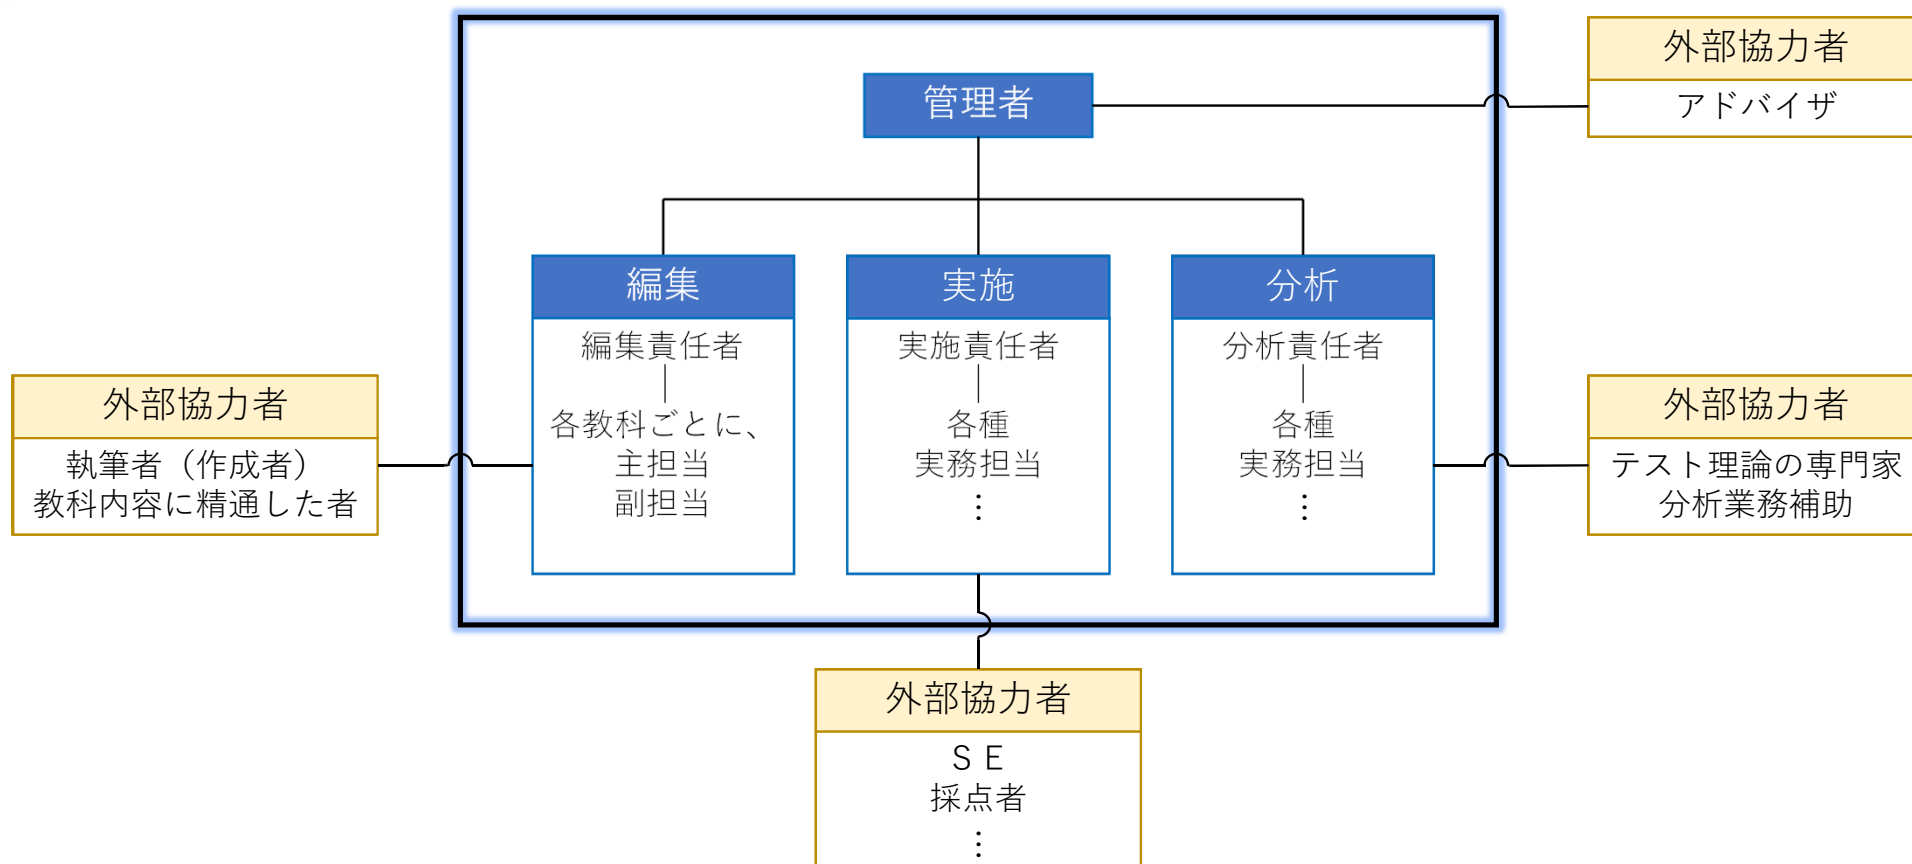 管理者
外部協力者
アドバイザ
編集
編集責任者
各教科ごとに、
主担当
副担当
実施
実施責任者
各種
実務担当
…
分析
分析責任者
各種
実務担当
…
外部協力者
執筆者（作成者）
教科内容に精通した者
外部協力者
テスト理論の専門家
分析業務補助
外部協力者
ＳＥ
採点者
…